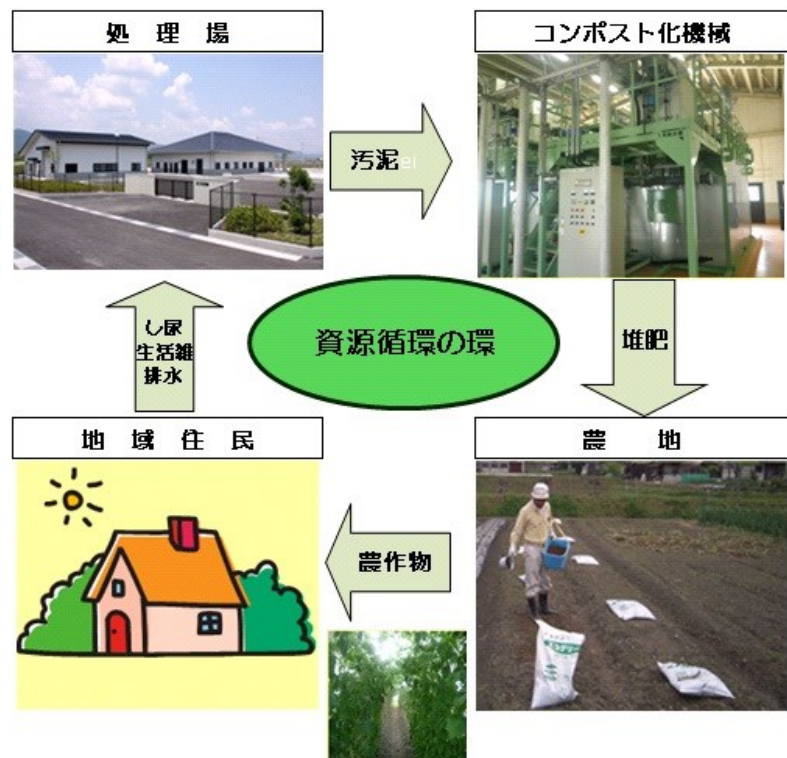 処理場
コンポスト化機械
汚泥
資源循環の環
し尿
生活雑
排水
堆肥
地域住民
農地
農作物